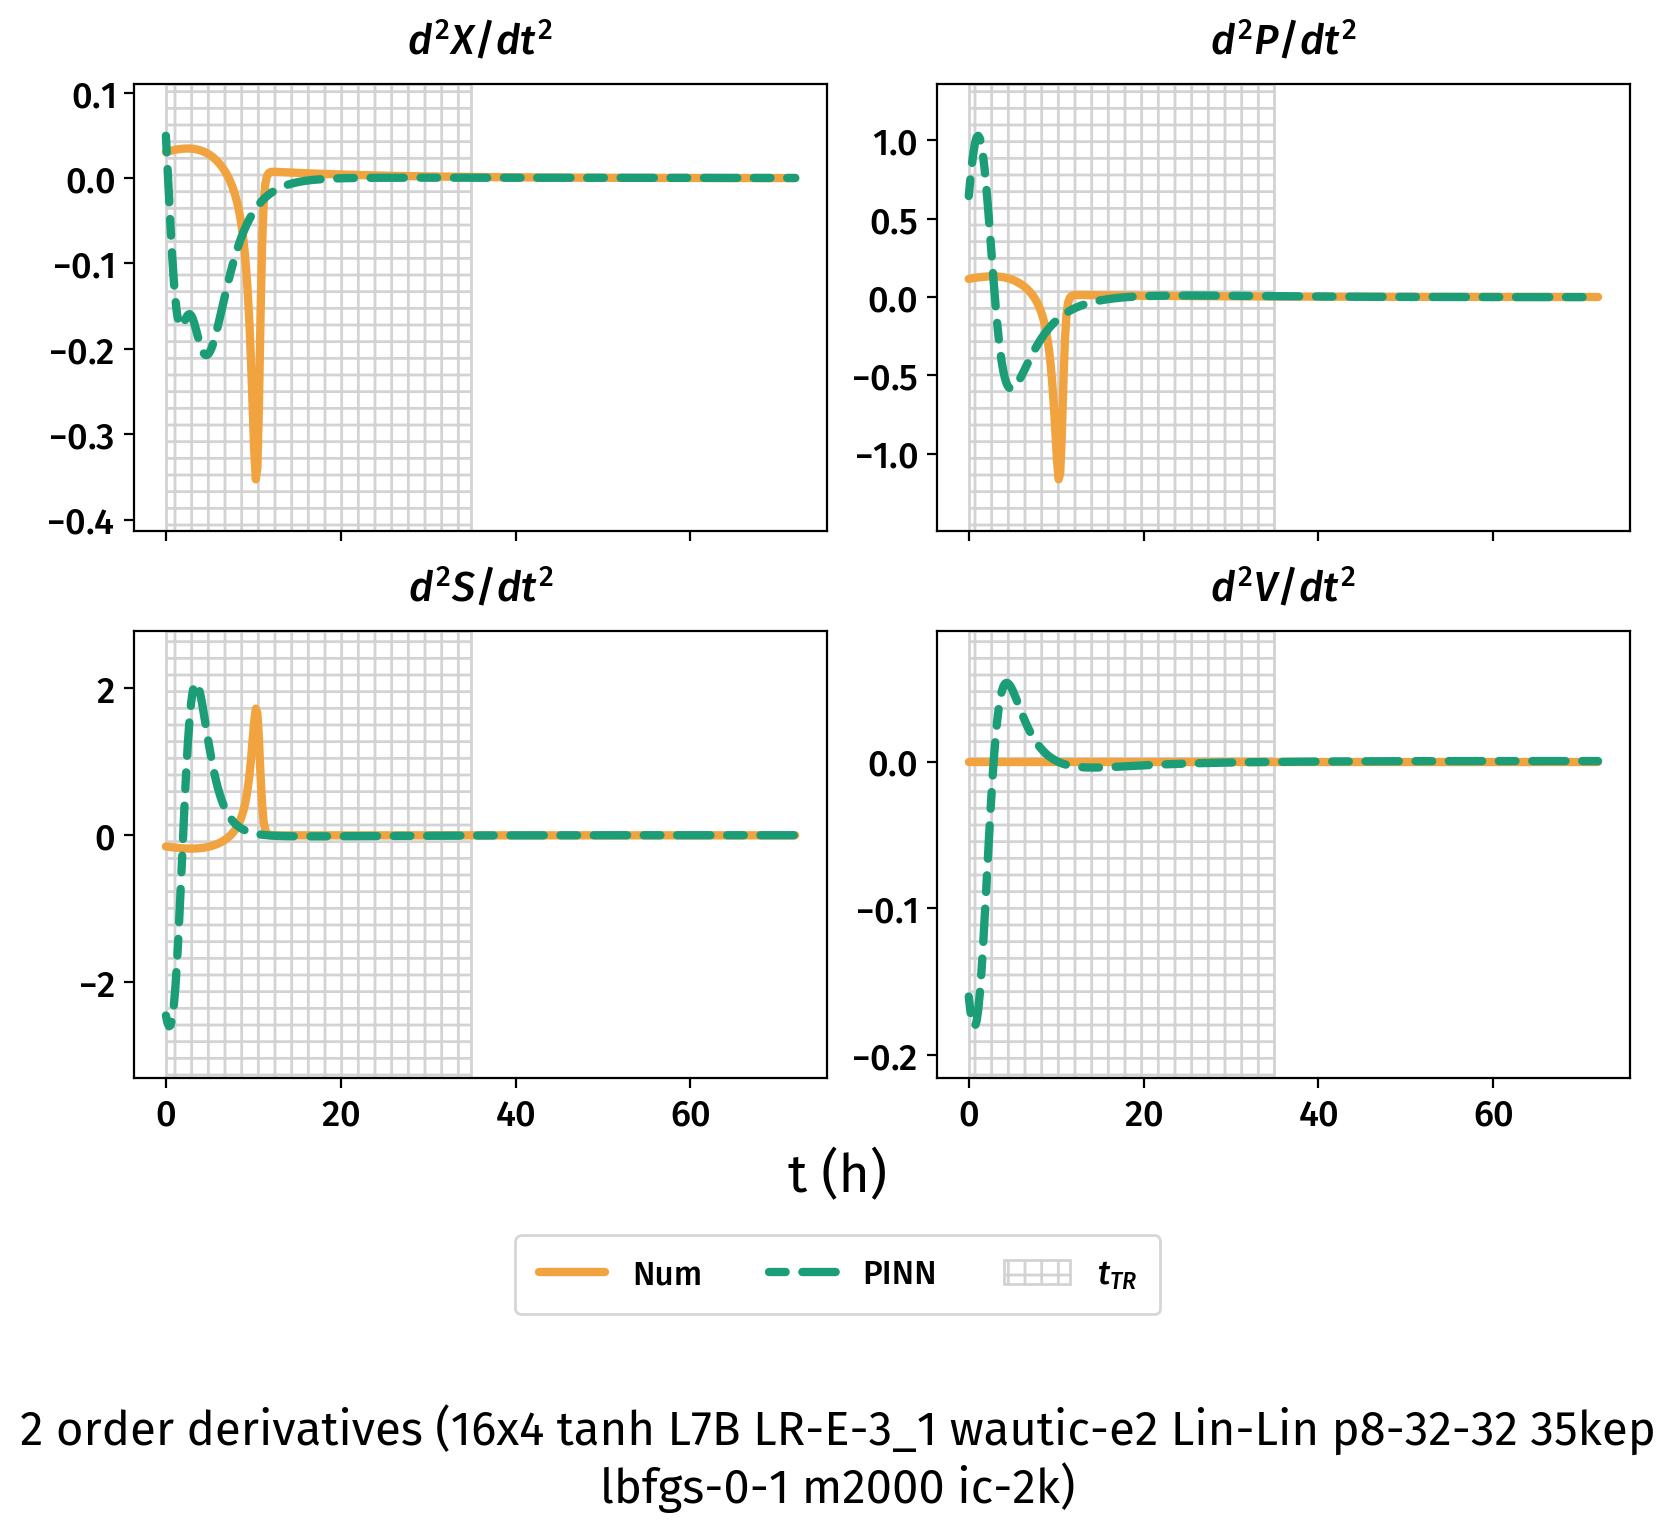 d²X/dt²
d²P/dt²
0.1
0.0
−0.1
−0.2
−0.3
−0.4
1.0
0.5
0.0
−0.5
−1.0
d²S/dt²
d²V/dt²
2
0
−2
0.0
−0.1
−0.2
0 20 40 60
0 20 40 60
t (h)
Num PINN t_TR
2 order derivatives (16x4 tanh L7B LR-E-3_1 wautic-e2 Lin-Lin p8-32-32 35kep
lbfgs-0-1 m2000 ic-2k)